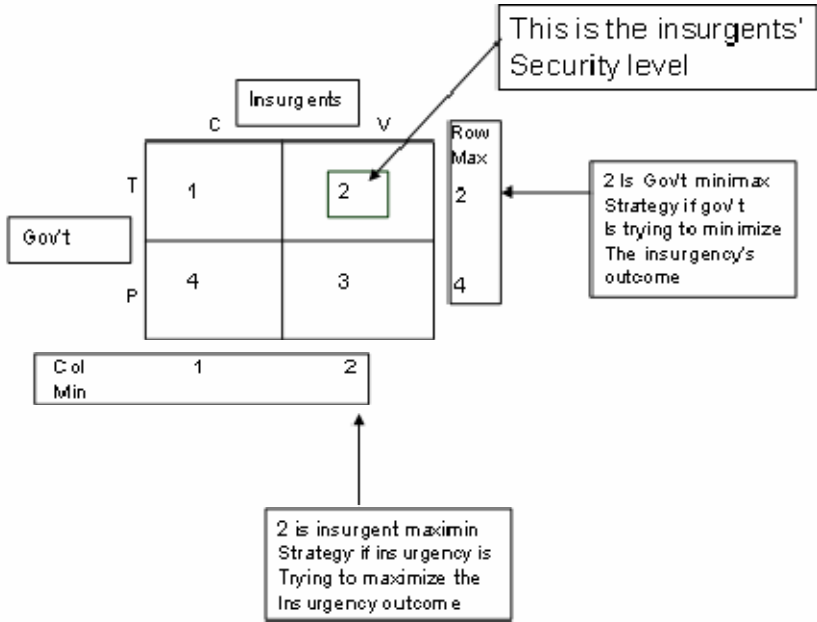 This is the insurgents'
Security level
Insurgents
C V
Row
Max
T 1 2 2
Gov't
P 4 3 4
2 Is Gov't minimax
Strategy if gov't
Is trying to minimize
The insurgency's
outcome
Col 1 2
Min
2 is insurgent maximin
Strategy if insurgency is
Trying to maximize the
Insurgency outcome